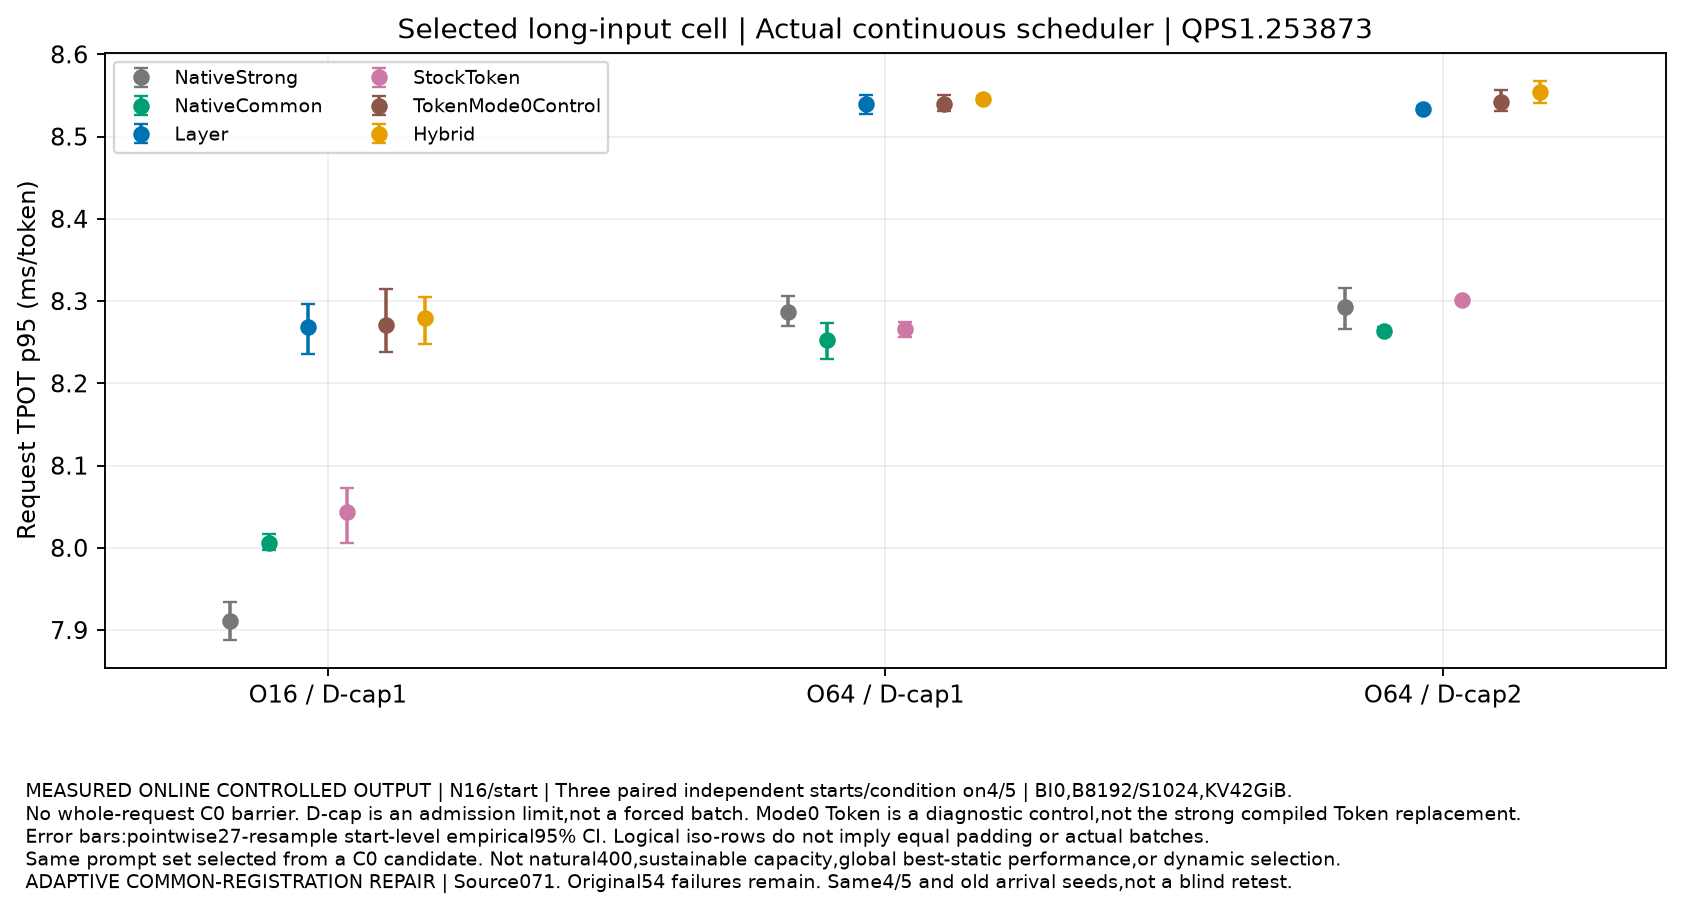 Selected long-input cell | Actual continuous scheduler | QPS1.253873
8.6
8.5
8.4
8.3
8.2
8.1
8.0
7.9
Request TPOT p95 (ms/token)
NativeStrong
NativeCommon
Layer
StockToken
TokenMode0Control
Hybrid
O16 / D-cap1
O64 / D-cap1
O64 / D-cap2
MEASURED ONLINE CONTROLLED OUTPUT | N16/start | Three paired independent starts/condition on4/5 | BI0,B8192/S1024,KV42GiB.
No whole-request C0 barrier. D-cap is an admission limit,not a forced batch. Mode0 Token is a diagnostic control,not the strong compiled Token replacement.
Error bars:pointwise27-resample start-level empirical95% CI. Logical iso-rows do not imply equal padding or actual batches.
Same prompt set selected from a C0 candidate. Not natural400,sustainable capacity,global best-static performance,or dynamic selection.
ADAPTIVE COMMON-REGISTRATION REPAIR | Source071. Original54 failures remain. Same4/5 and old arrival seeds,not a blind retest.